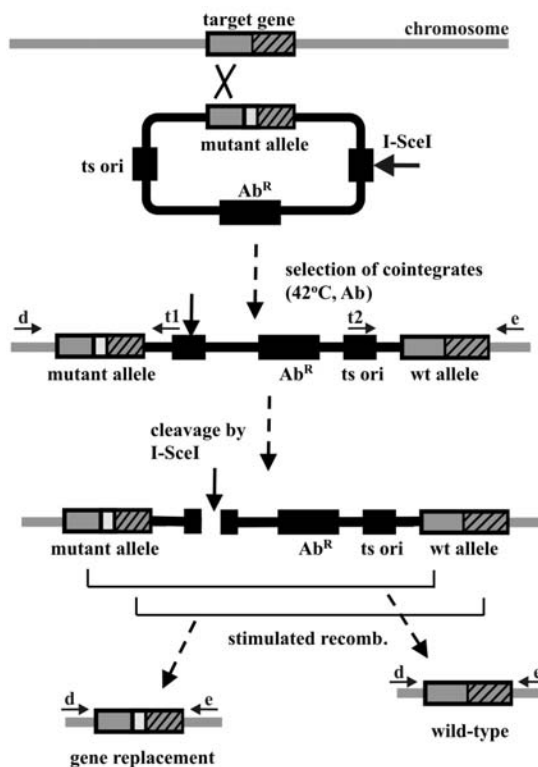 target gene
chromosome
mutant allele
I-SceI
ts ori
Ab^R
selection of cointegrates
(42°C, Ab)
d
t1
t2
e
mutant allele
Ab^R
ts ori
wt allele
cleavage by
I-SceI
mutant allele
Ab^R
ts ori
wt allele
stimulated recomb.
d
e
gene replacement
d
e
wild-type